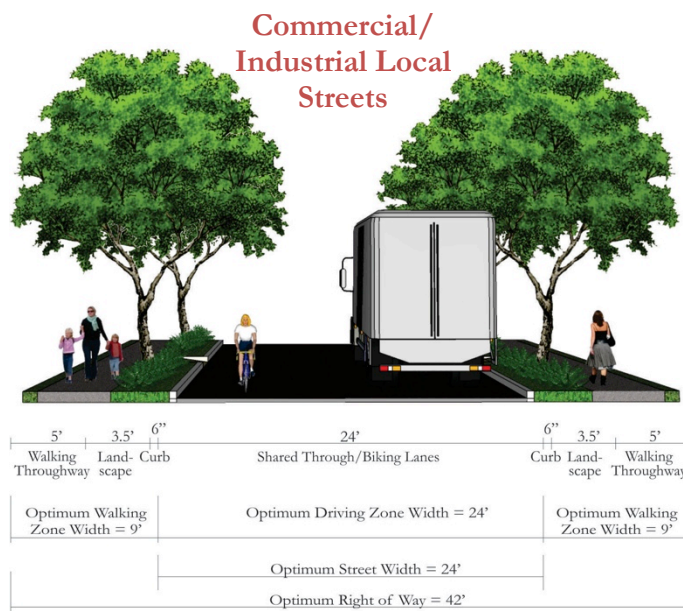 Commercial/
Industrial Local
Streets
5’ 3.5’ 6” 24’ 6” 3.5’ 5’
Walking Throughway
Land-scape
Curb
Shared Through/Biking Lanes
Curb
Land-scape
Walking Throughway
Optimum Walking
Zone Width = 9’
Optimum Driving Zone Width = 24’
Optimum Walking
Zone Width = 9’
Optimum Street Width = 24’
Optimum Right of Way = 42’